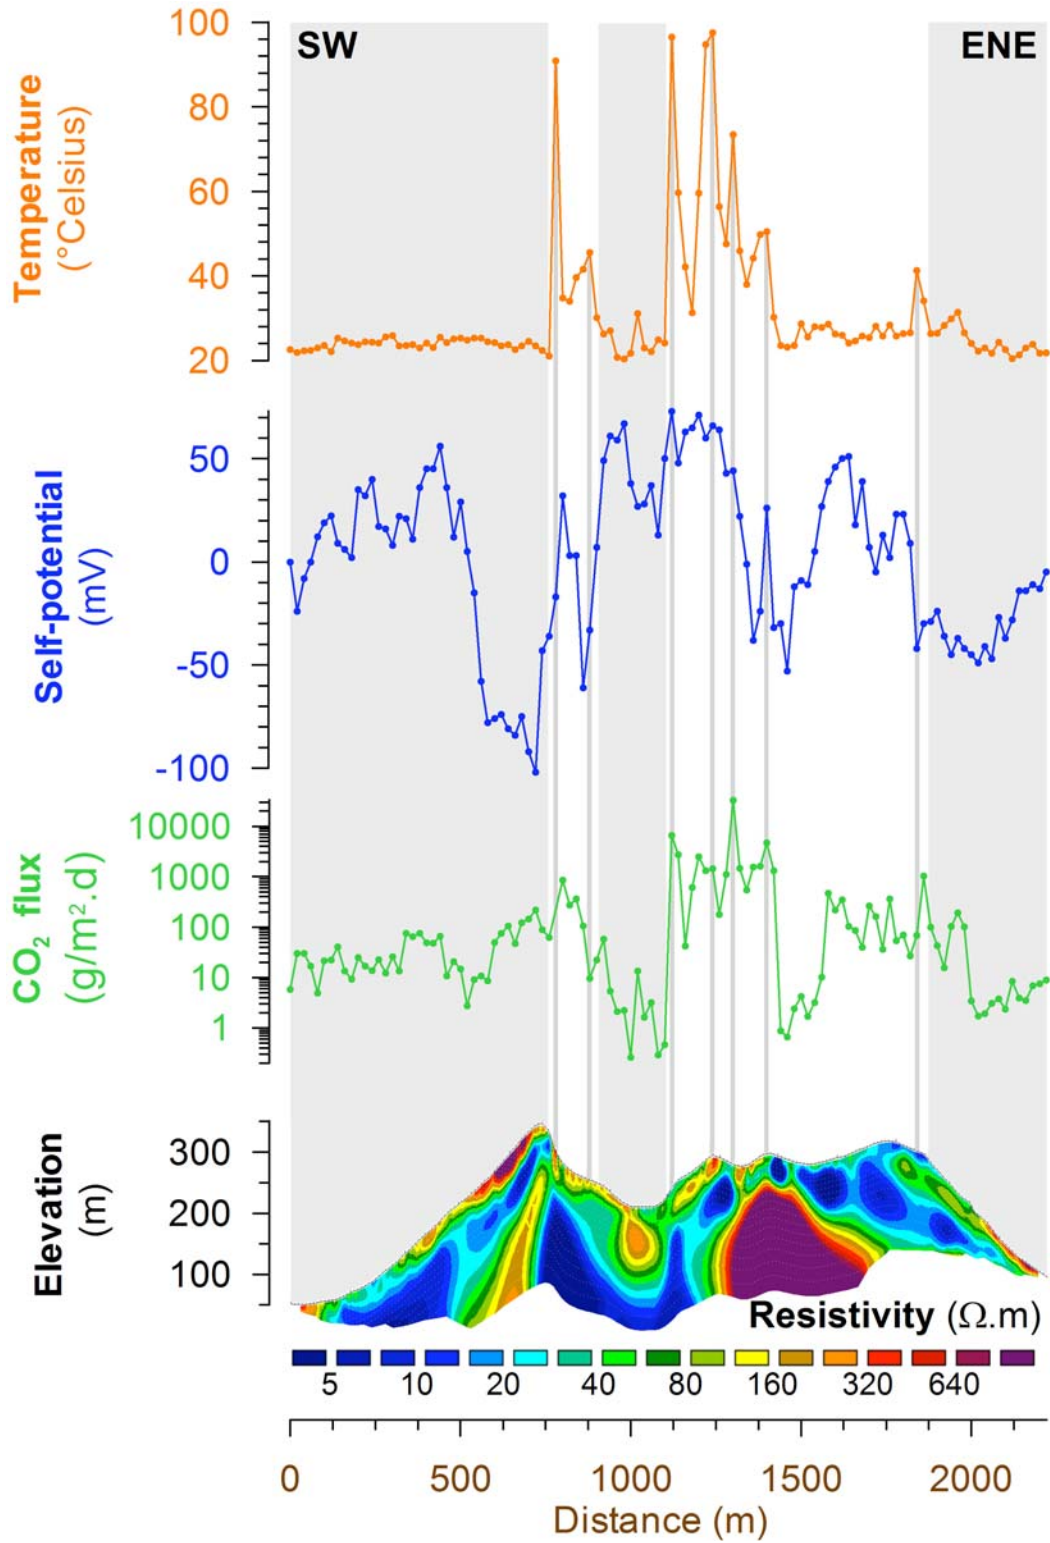 SW
ENE
Temperature
(°Celsius)
100
80
60
40
20
Self-potential
(mV)
50
0
-50
-100
CO₂ flux
(g/m².d)
10000
1000
100
10
1
Elevation
(m)
300
200
100
Resistivity (Ω.m)
5 10 20 40 80 160 320 640
0 500 1000 1500 2000
Distance (m)